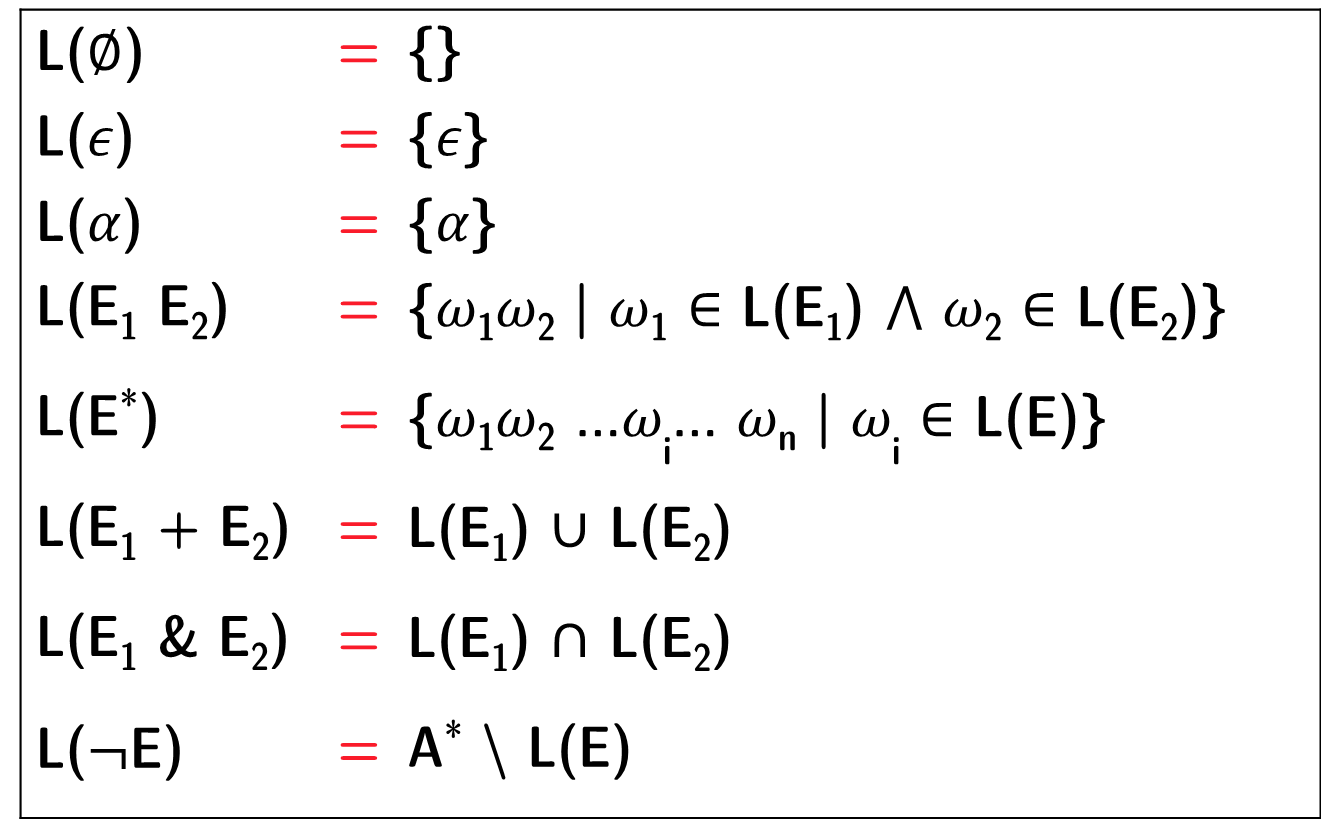 L(∅) = {}
L(ϵ) = {ϵ}
L(α) = {α}
L(E₁ E₂) = {ω₁ω₂ | ω₁ ∈ L(E₁) ∧ ω₂ ∈ L(E₂)}
L(E*) = {ω₁ω₂ ...ωᵢ... ωₙ | ωᵢ ∈ L(E)}
L(E₁ + E₂) = L(E₁) ∪ L(E₂)
L(E₁ & E₂) = L(E₁) ∩ L(E₂)
L(¬E) = A* \ L(E)